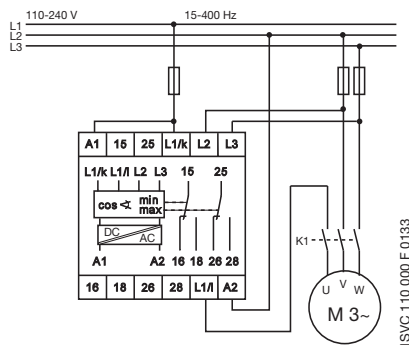 110-240 V 15-400 Hz
L1
L2
L3
A1 15 25 L1/k L2 L3
L1/k L1/l L2 L3 15 25
cos ∢ min
max
DC
AC
K1
A1 A2 16 18 26 28
16 18 26 28 L1/l A2
U V W
M 3~
ISVC 110 000 F 0133